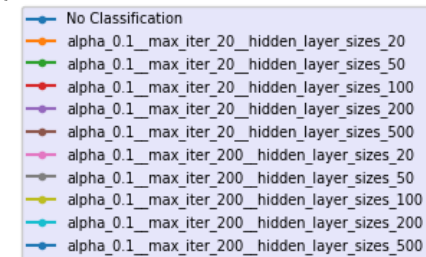 No Classification
alpha_0.1__max_iter_20__hidden_layer_sizes_20
alpha_0.1__max_iter_20__hidden_layer_sizes_50
alpha_0.1__max_iter_20__hidden_layer_sizes_100
alpha_0.1__max_iter_20__hidden_layer_sizes_200
alpha_0.1__max_iter_20__hidden_layer_sizes_500
alpha_0.1__max_iter_200__hidden_layer_sizes_20
alpha_0.1__max_iter_200__hidden_layer_sizes_50
alpha_0.1__max_iter_200__hidden_layer_sizes_100
alpha_0.1__max_iter_200__hidden_layer_sizes_200
alpha_0.1__max_iter_200__hidden_layer_sizes_500